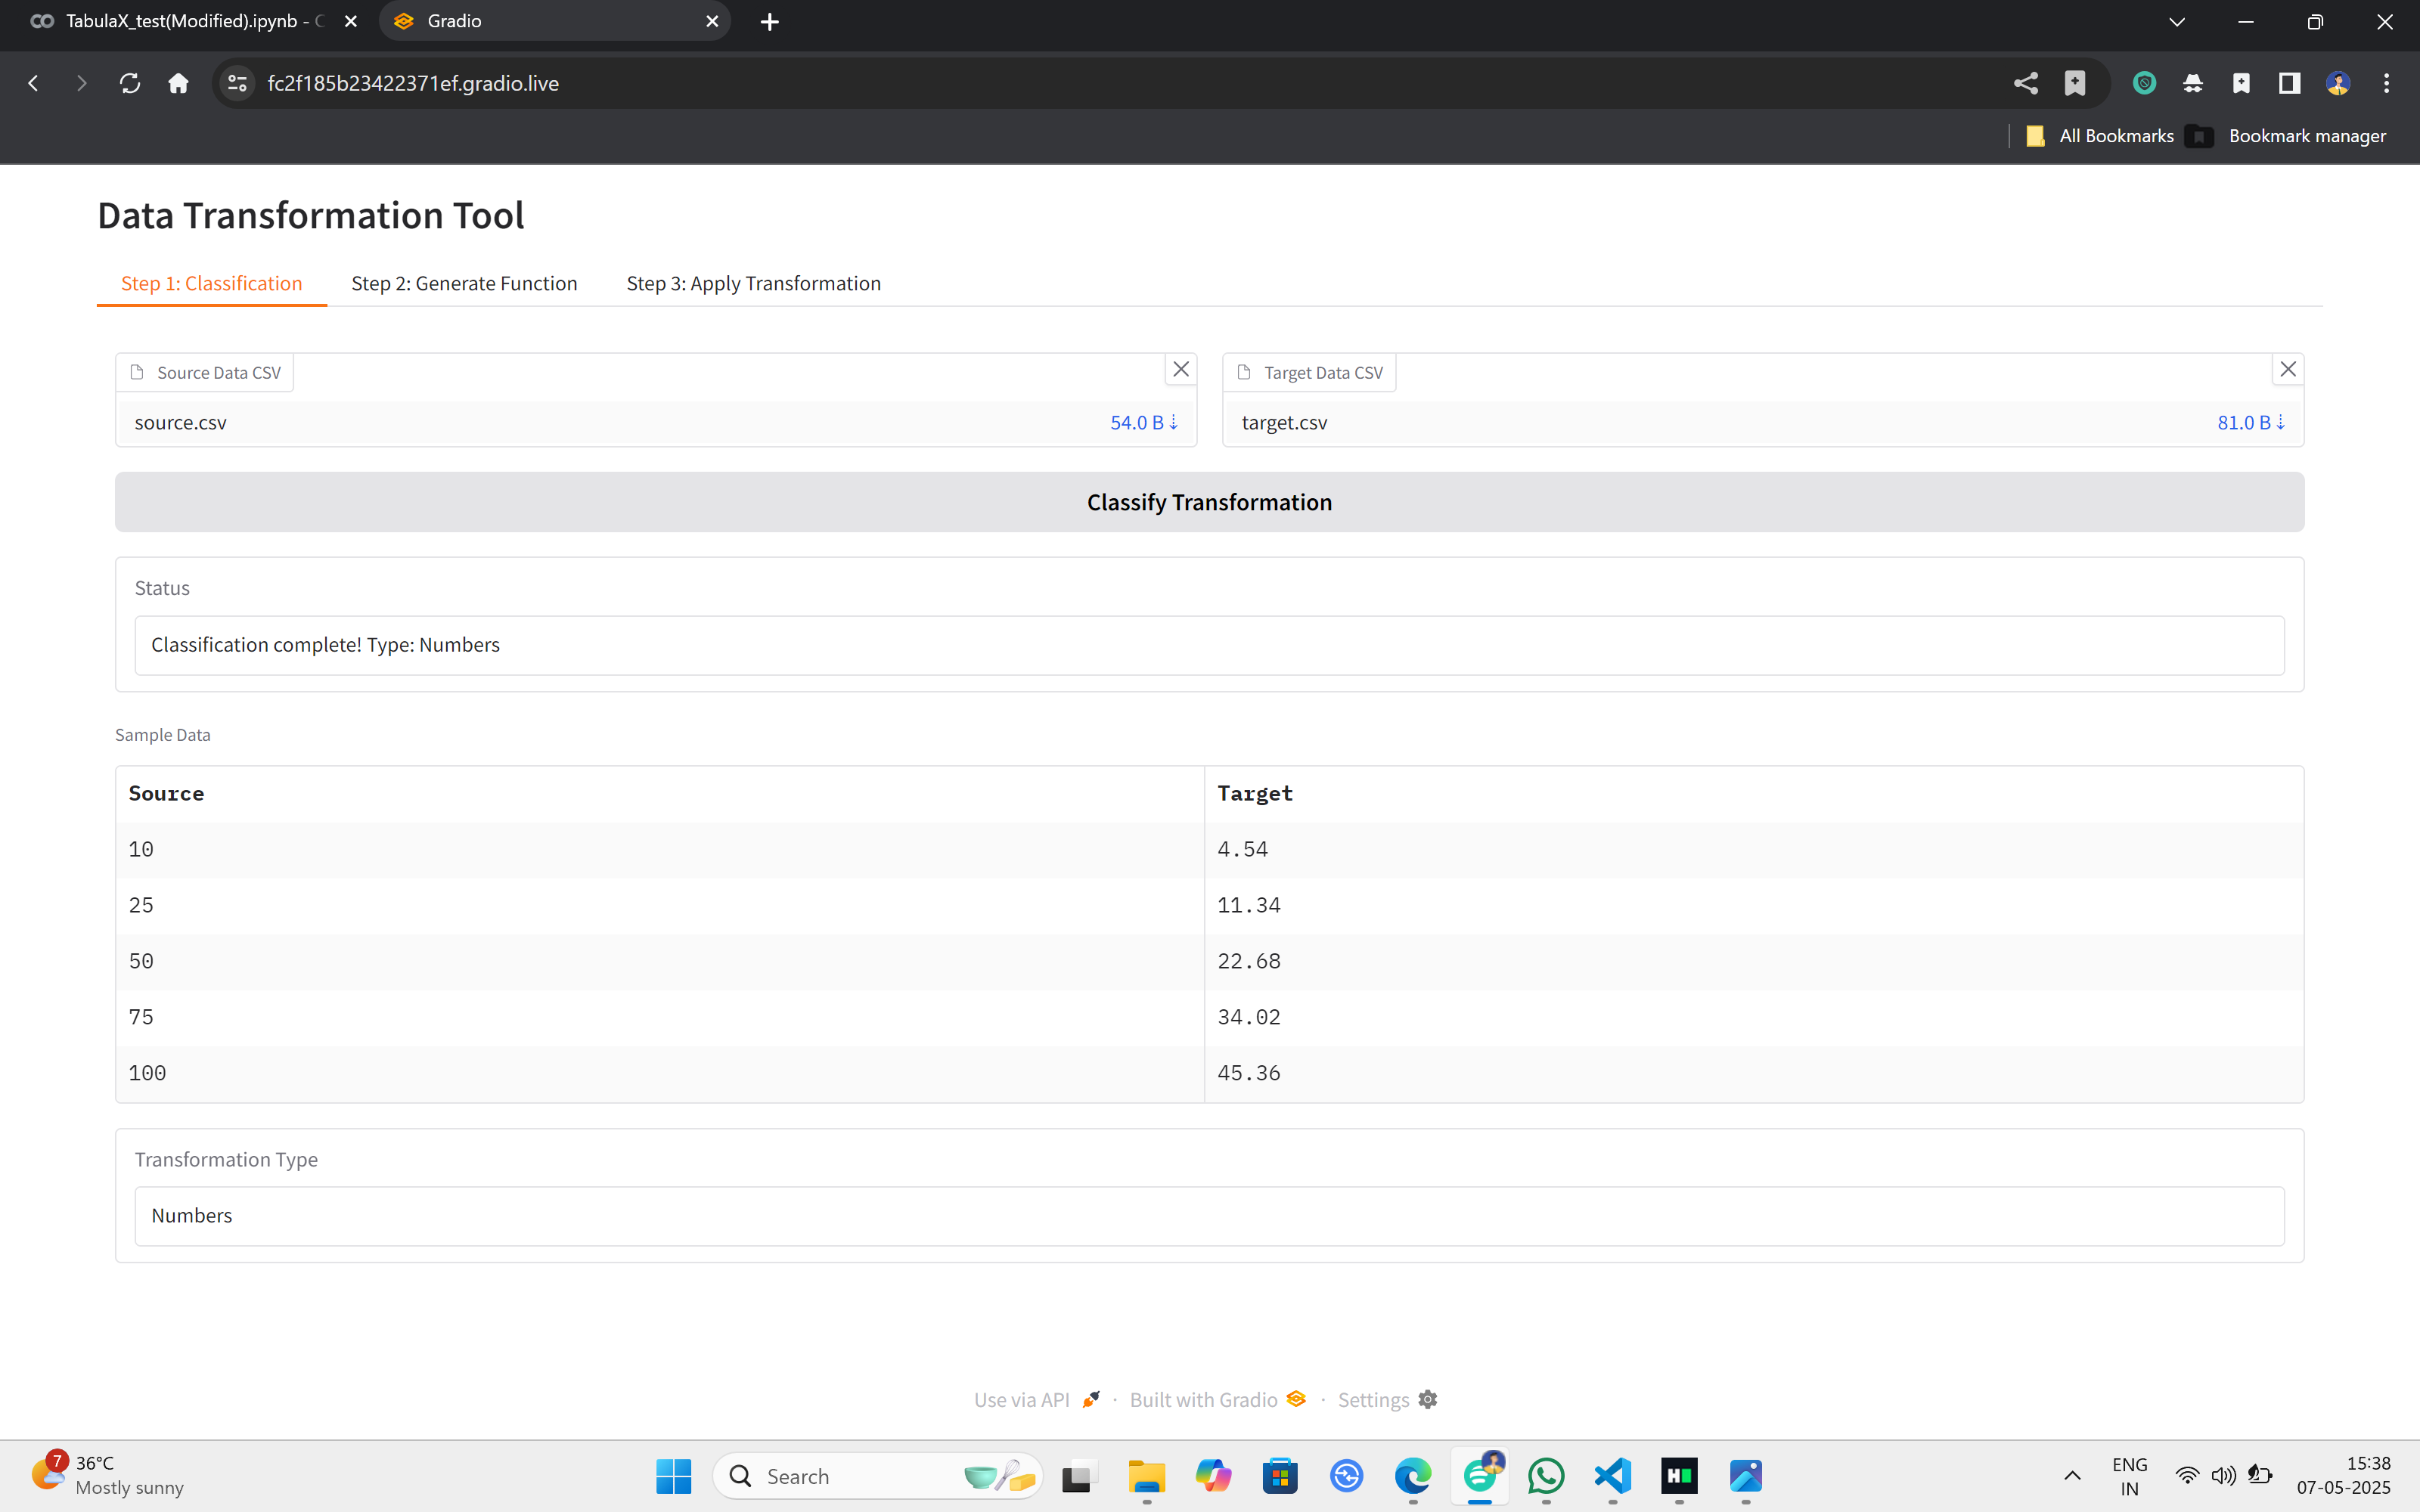 TabulaX_test(Modified).ipynb - C
Gradio
fc2f185b23422371ef.gradio.live
All Bookmarks
Bookmark manager
Data Transformation Tool
Step 1: Classification
Step 2: Generate Function
Step 3: Apply Transformation
Source Data CSV
Target Data CSV
source.csv
54.0 B ⇣
target.csv
81.0 B ⇣
Classify Transformation
Status
Classification complete! Type: Numbers
Sample Data
Source
Target
10
4.54
25
11.34
50
22.68
75
34.02
100
45.36
Transformation Type
Numbers
Use via API
·
Built with Gradio
·
Settings
7
36°C
Mostly sunny
Search
H
ENG
IN
15:38
07-05-2025